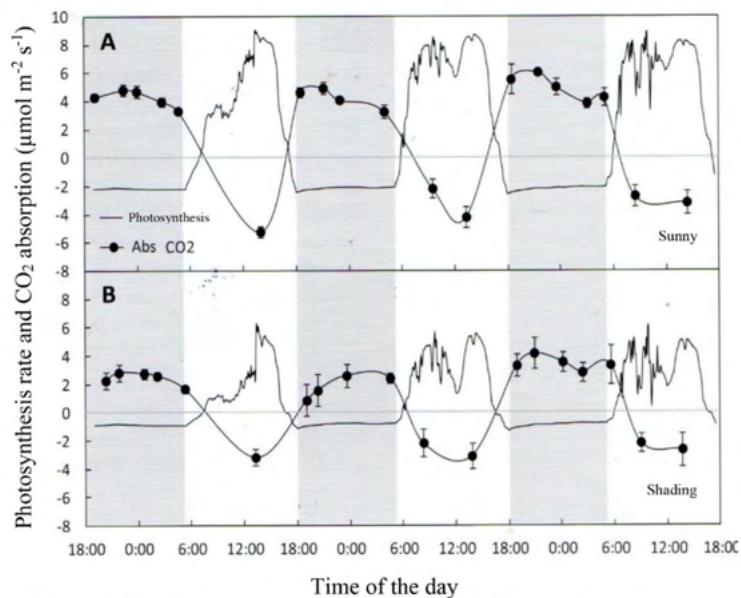 Photosynthesis rate and CO₂ absorption (μmol m⁻² s⁻¹)
10
A
8
6
4
2
0
-2
-4
-6
-8
Photosynthesis
Abs CO2
Sunny
B
8
6
4
2
0
-2
-4
-6
-8
Shading
18:00 0:00 6:00 12:00 18:00 0:00 6:00 12:00 18:00 0:00 6:00 12:00 18:00
Time of the day